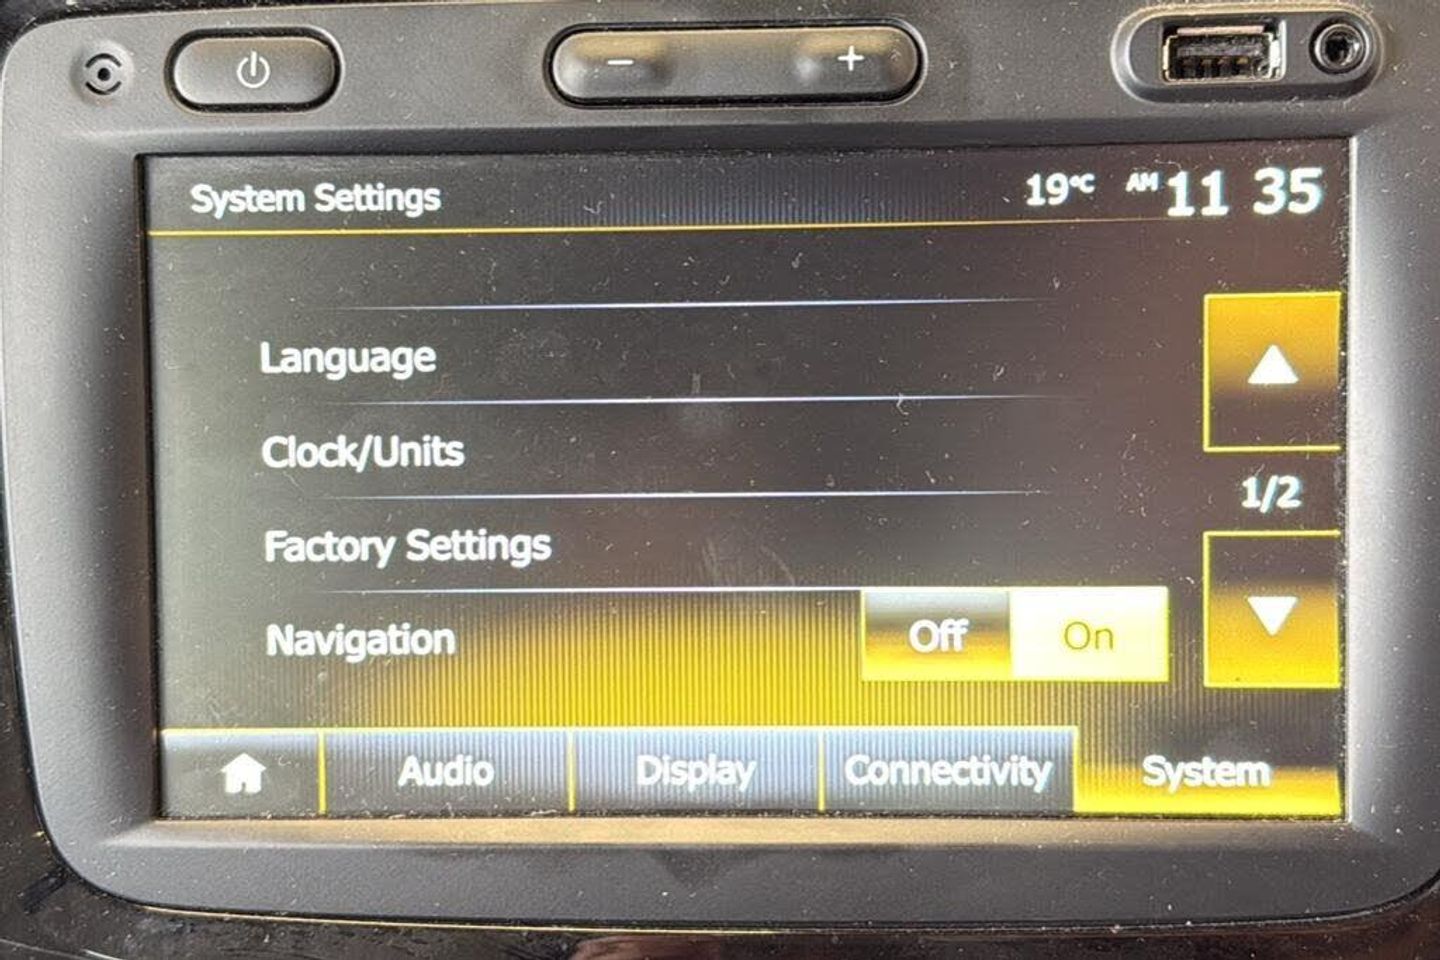 System Settings 19°C AM 11 35
Language
Clock/Units
1/2
Factory Settings
Navigation Off On
Audio Display Connectivity System